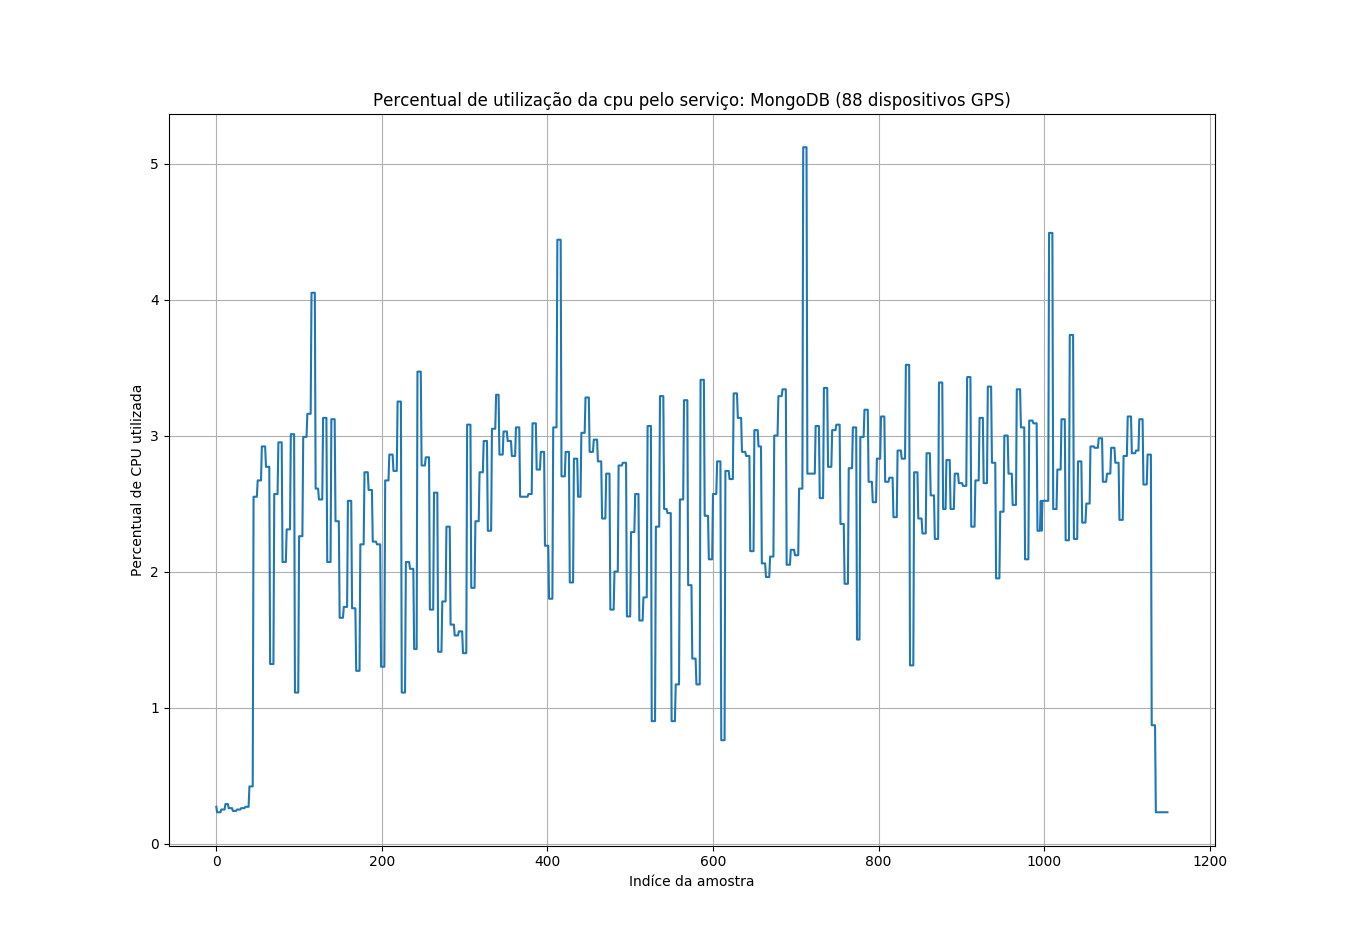 Percentual de utilização da cpu pelo serviço: MongoDB (88 dispositivos GPS)
Percentual de CPU utilizada
5
4
3
2
1
0
0 200 400 600 800 1000 1200
Indíce da amostra